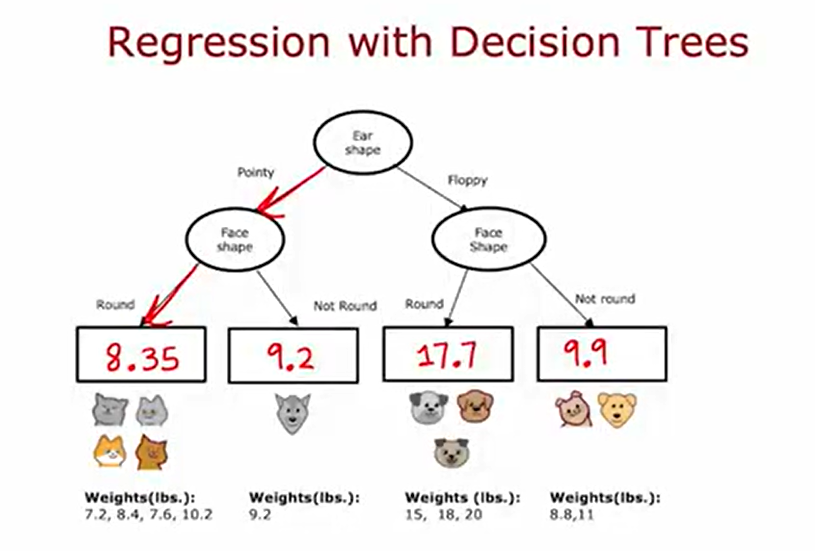 Regression with Decision Trees
Ear
shape
Pointy
Floppy
Face
shape
Face
Shape
Round
Not Round
Round
Not round
8.35
9.2
17.7
9.9
Weights(lbs.):
7.2, 8.4, 7.6, 10.2
Weights(lbs.):
9.2
Weights (lbs.):
15, 18, 20
Weights(lbs.):
8.8,11